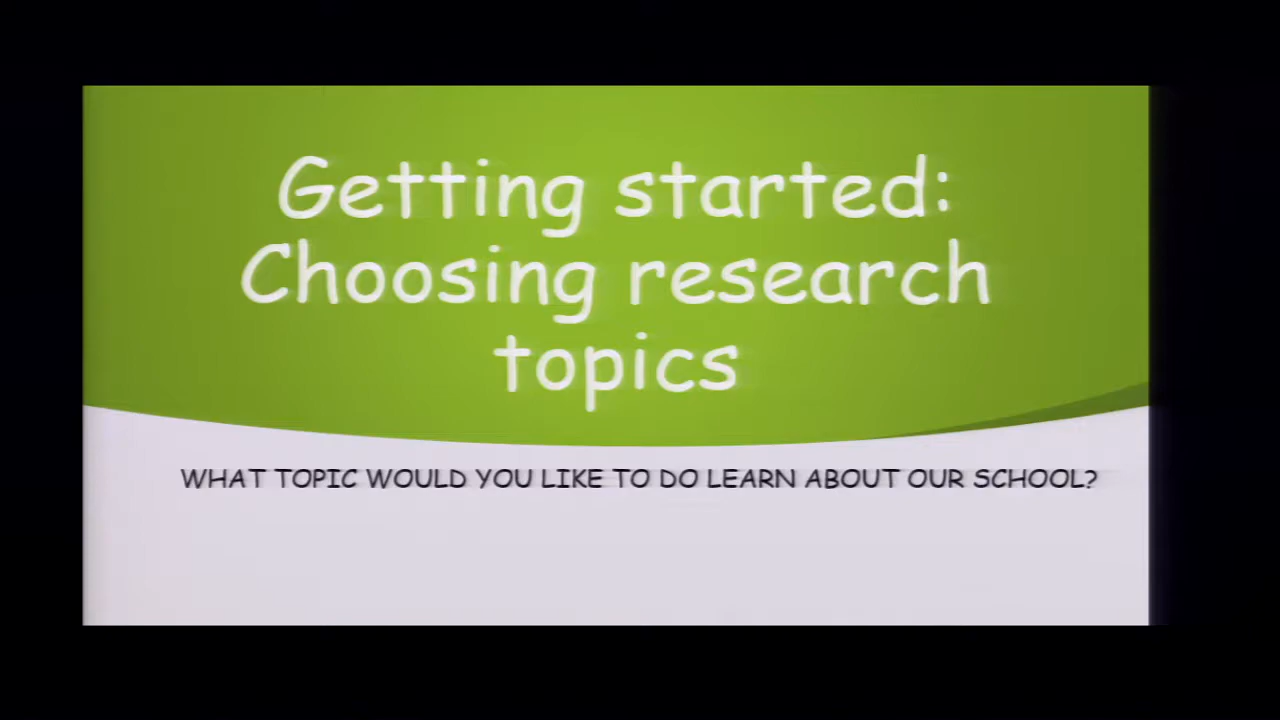 Getting started:
Choosing research
topics
WHAT TOPIC WOULD YOU LIKE TO DO LEARN ABOUT OUR SCHOOL?